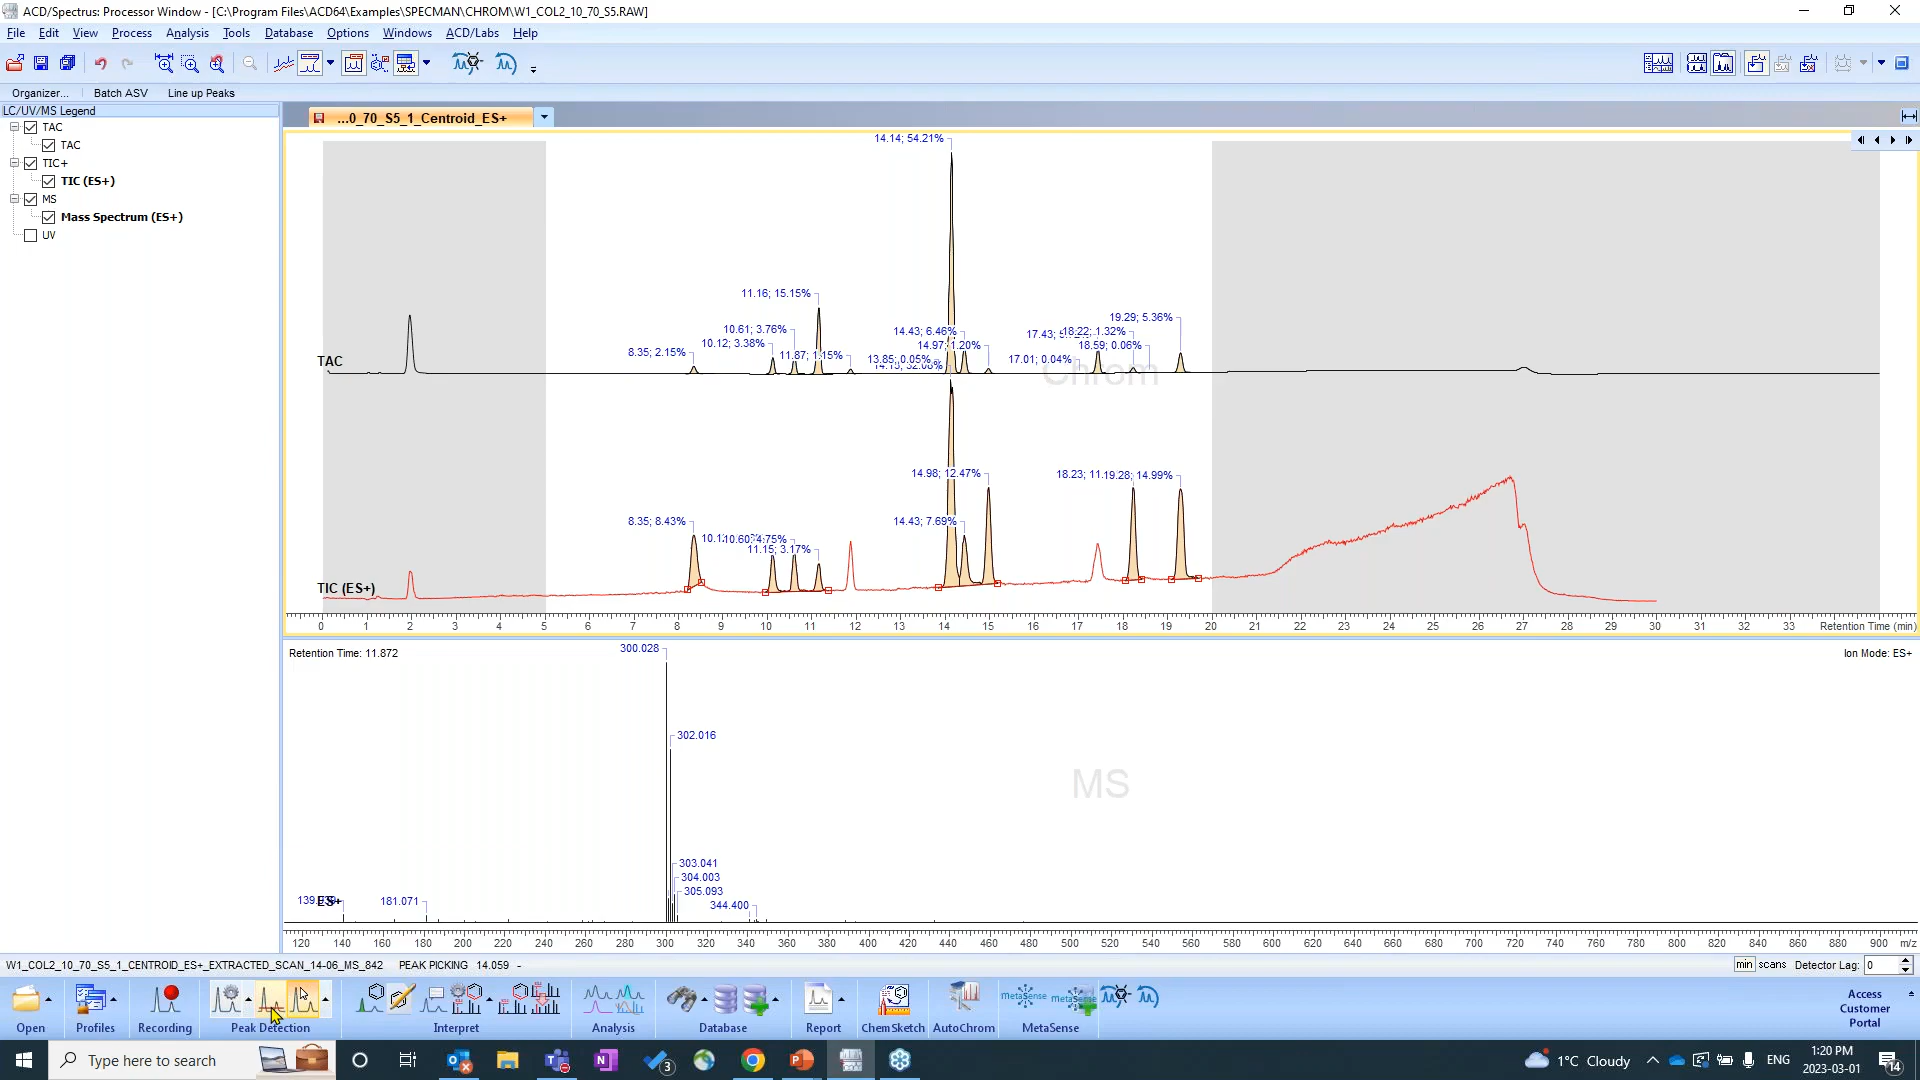 ACD/Spectrus: Processor Window - [C:\Program Files\ACD64\Examples\SPECMAN\CHROM\W1_COL2_10_70_S5.RAW]
File Edit View Process Analysis Tools Database Options Windows ACD/Labs Help
Organizer... Batch ASV Line up Peaks
LC/UV/MS Legend
TAC
TAC
TIC+
TIC (ES+)
MS
Mass Spectrum (ES+)
UV
...0_70_S5_1_Centroid_ES+
14.14; 54.21%
11.16; 15.15%
19.29; 5.36%
10.61; 3.76%
14.43; 6.46%
17.43;
18.22; 1.32%
10.12; 3.38%
14.97; 1.20%
18.59; 0.06%
8.35; 2.15%
11.87; 1.15%
13.85; 0.05%
17.01; 0.04%
TAC
Chrom
14.98; 12.47%
18.23; 11.
19.28; 14.99%
8.35; 8.43%
14.43; 7.69%
10.60; 4.75%
11.15; 3.17%
TIC (ES+)
0 1 2 3 4 5 6 7 8 9 10 11 12 13 14 15 16 17 18 19 20 21 22 23 24 25 26 27 28 29 30 31 32 33 Retention Time (min)
Retention Time: 11.872
300.028
Ion Mode: ES+
302.016
MS
303.041
304.003
305.093
ES+
181.071
344.400
120 140 160 180 200 220 240 260 280 300 320 340 360 380 400 420 440 460 480 500 520 540 560 580 600 620 640 660 680 700 720 740 760 780 800 820 840 860 880 900 m/z
W1_COL2_10_70_S5_1_CENTROID_ES+_EXTRACTED_SCAN_14-06_MS_842 PEAK PICKING 14.059 -
min scans Detector Lag: 0
Open Profiles Recording Peak Detection Interpret Analysis Database Report ChemSketch AutoChrom MetaSense
metaSense
Access
Customer
Portal
Type here to search
3
1°C Cloudy
ENG
1:20 PM
2023-03-01
14